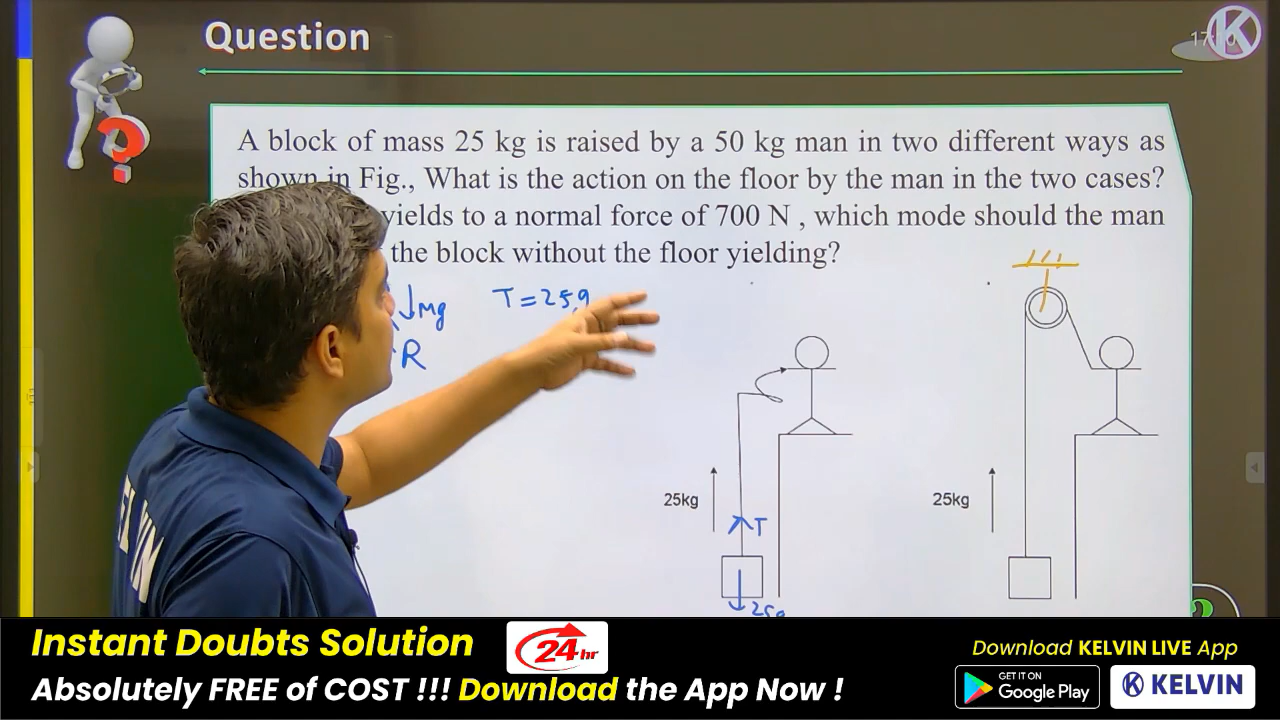 Question
17:10
K
A block of mass 25 kg is raised by a 50 kg man in two different ways as
shown in Fig., What is the action on the floor by the man in the two cases?
yields to a normal force of 700 N , which mode should the man
the block without the floor yielding?
Mg
T = 25g
R
25kg
T
25g
25kg
?
ELVIN
Instant Doubts Solution
24hr
Absolutely FREE of COST !!! Download the App Now !
Download KELVIN LIVE App
GET IT ON
Google Play
K KELVIN